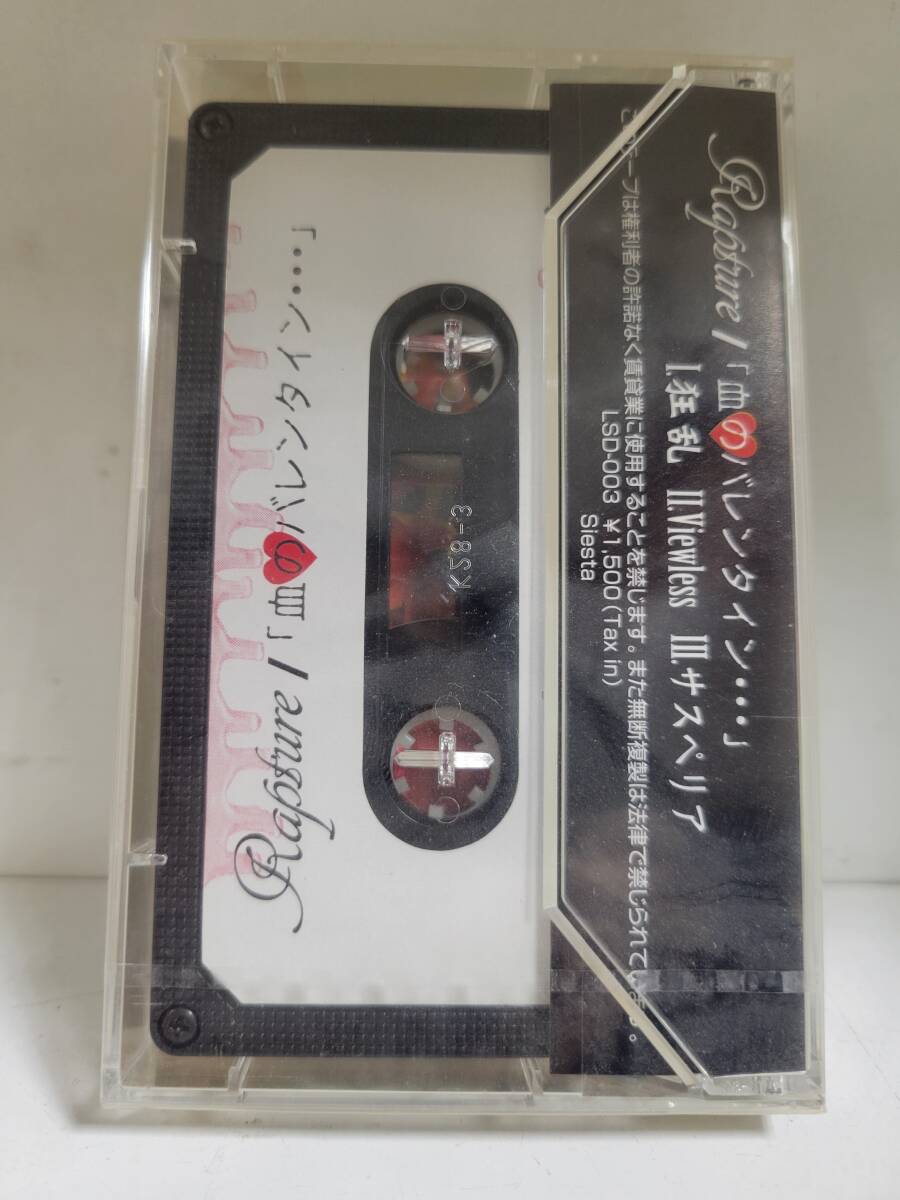 Rapture /「血のバレンタイン・・・」
I.狂乱 II.Viewless III.サスペリア
このテープは権利者の許諾なく賃貸業に使用することを禁じます。また無断複製は法律で禁じられています。
LSD-003 ¥1,500(Tax in)
Siesta
Rapture /「血のバレンタイン・・・」
KS8-3